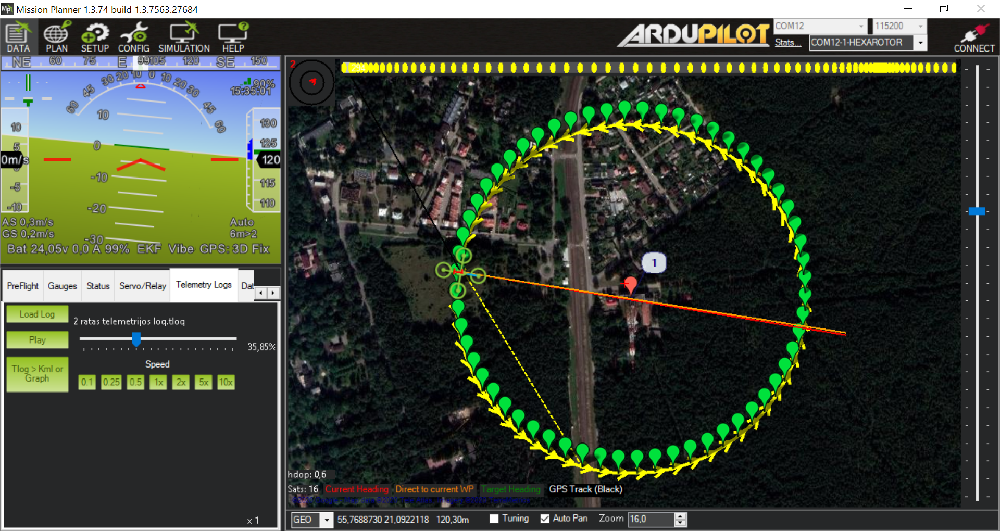 Mission Planner 1.3.74 build 1.3.7563.27684
DATA PLAN SETUP CONFIG SIMULATION HELP
ARDUPILOT
COM12 115200
Stats... COM12-1-HEXAROTOR
CONNECT
NE 60 75 E 99 105 120 SE 150
60 45 30 20 10 0 10 20 30 45 60
90%
15:35:01
10 5 0m/s -5 -10
10 0 -10 -20 -30
130 125 120 115 110
AS 0,3m/s Auto
GS 0,2m/s 6m>2
Bat 24,05v 0,0 A 99% EKF Vibe GPS: 3D Fix
PreFlight Gauges Status Servo/Relay Telemetry Logs Dat
Load Log
2 ratas telemetrijos loq.tloq
Play
35,85%
Tlog > Kml or
Graph
Speed
0.1 0.25 0.5 1x 2x 5x 10x
x 1
2
294
1
hdop: 0,6
Sats: 16 Current Heading Direct to current WP Target Heading GPS Track (Black)
GEO 55,7688730 21,0922118 120,30m Tuning Auto Pan Zoom 16,0